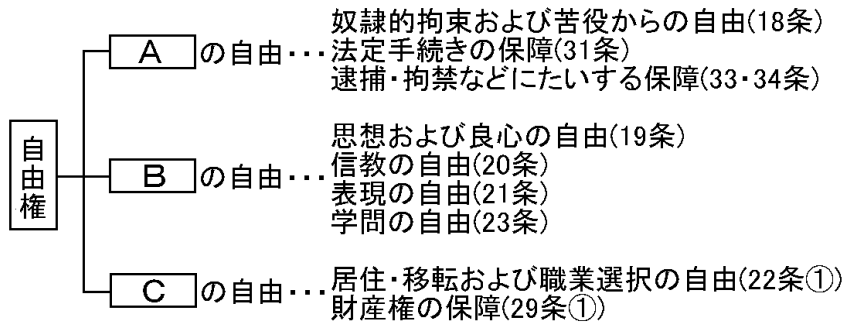 自由権
Aの自由・・・奴隷的拘束および苦役からの自由(18条)
法定手続きの保障(31条)
逮捕・拘禁などにたいする保障(33・34条)
Bの自由・・・思想および良心の自由(19条)
信教の自由(20条)
表現の自由(21条)
学問の自由(23条)
Cの自由・・・居住・移転および職業選択の自由(22条①)
財産権の保障(29条①)